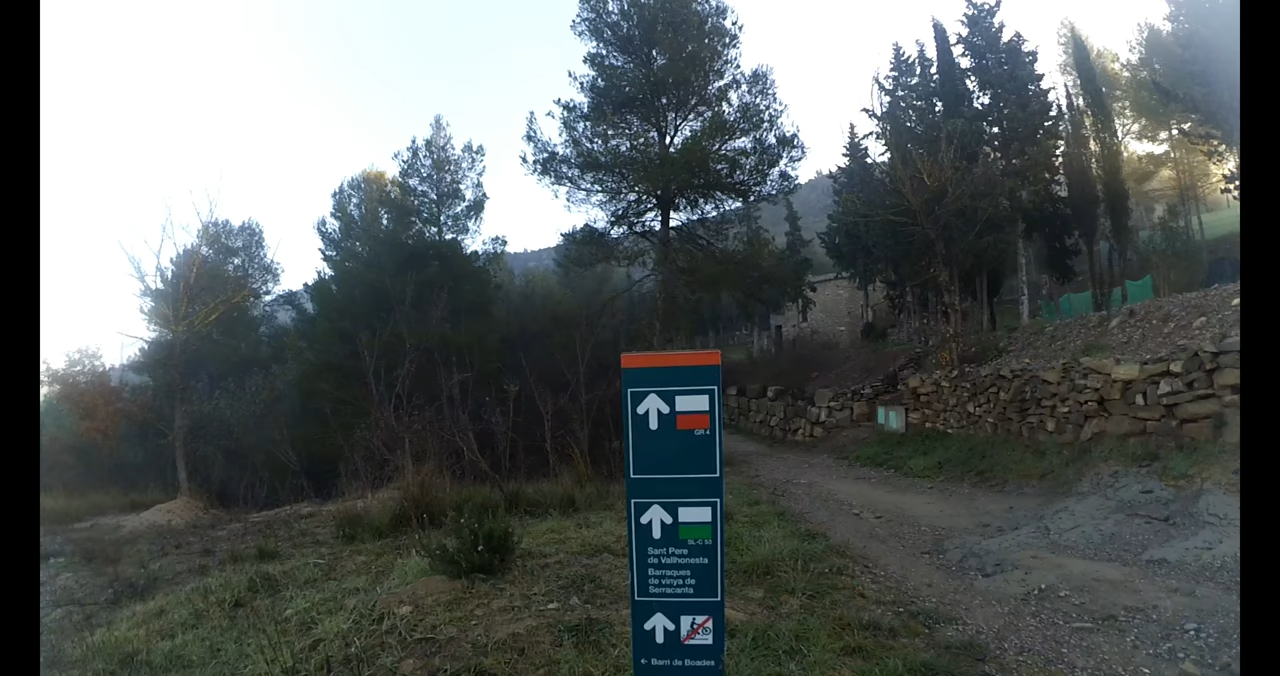 GR 4
SL-C 53
Sant Pere
de Vallhonesta
Barraques
de vinya de
Serracanta
← Barri de Boades